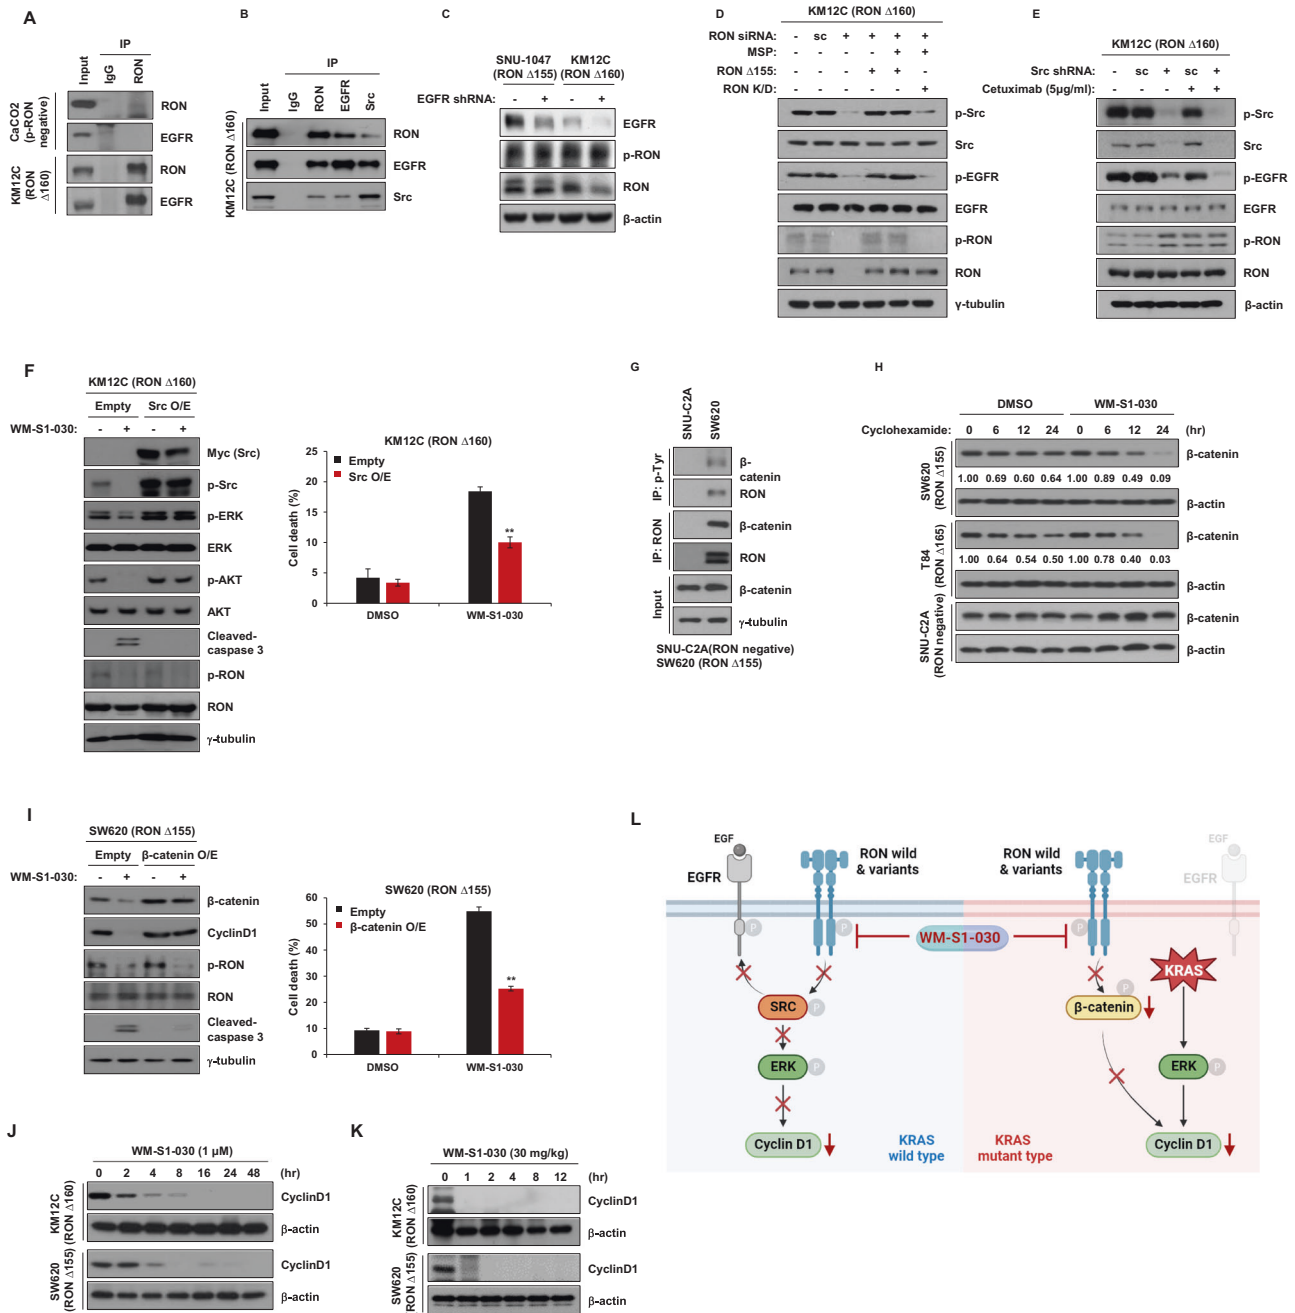 A
IP
Input
IgG
RON
CaCO2
(p-RON
negative)
RON
EGFR
KM12C
(RON
Δ160)
RON
EGFR
B
IP
Input
IgG
RON
EGFR
Src
KM12C (RON Δ160)
RON
EGFR
Src
C
SNU-1047
(RON Δ155)
KM12C
(RON Δ160)
EGFR shRNA: - + - +
EGFR
p-RON
RON
β-actin
D
KM12C (RON Δ160)
RON siRNA: - sc + + + +
MSP: - - - - + +
RON Δ155: - - - + + -
RON K/D: - - - - - +
p-Src
Src
p-EGFR
EGFR
p-RON
RON
γ-tubulin
E
KM12C (RON Δ160)
Src shRNA: - sc + sc +
Cetuximab (5µg/ml): - - - + +
p-Src
Src
p-EGFR
EGFR
p-RON
RON
β-actin
F
KM12C (RON Δ160)
Empty Src O/E
WM-S1-030: - + - +
Myc (Src)
p-Src
p-ERK
ERK
p-AKT
AKT
Cleaved-
caspase 3
p-RON
RON
γ-tubulin
KM12C (RON Δ160)
Empty
Src O/E
Cell death (%)
25
20
15
10
5
0
**
DMSO WM-S1-030
G
SNU-C2A
SW620
IP: p-Tyr
β-
catenin
RON
IP: RON
β-catenin
RON
Input
β-catenin
γ-tubulin
SNU-C2A(RON negative)
SW620 (RON Δ155)
H
DMSO WM-S1-030
Cyclohexamide: 0 6 12 24 0 6 12 24 (hr)
SW620
(RON Δ155)
β-catenin
1.00 0.69 0.60 0.64 1.00 0.89 0.49 0.09
β-actin
T84
(RON Δ165)
β-catenin
1.00 0.64 0.54 0.50 1.00 0.78 0.40 0.03
β-actin
SNU-C2A
(RON negative)
β-catenin
β-actin
I
SW620 (RON Δ155)
Empty β-catenin O/E
WM-S1-030: - + - +
β-catenin
CyclinD1
p-RON
RON
Cleaved-
caspase 3
γ-tubulin
SW620 (RON Δ155)
Empty
β-catenin O/E
Cell death (%)
60
50
40
30
20
10
0
**
DMSO WM-S1-030
J
WM-S1-030 (1 µM)
0 2 4 8 16 24 48 (hr)
KM12C
(RON Δ160)
CyclinD1
β-actin
SW620
(RON Δ155)
CyclinD1
β-actin
K
WM-S1-030 (30 mg/kg)
0 1 2 4 8 12 (hr)
KM12C
(RON Δ160)
CyclinD1
β-actin
SW620
RON Δ155)
CyclinD1
β-actin
L
EGF
EGFR
RON wild
& variants
RON wild
& variants
EGF
EGFR
P
P
WM-S1-030
P
P
SRC
P
KRAS
P
β-catenin
ERK
P
ERK
P
Cyclin D1
KRAS
wild type
KRAS
mutant type
Cyclin D1